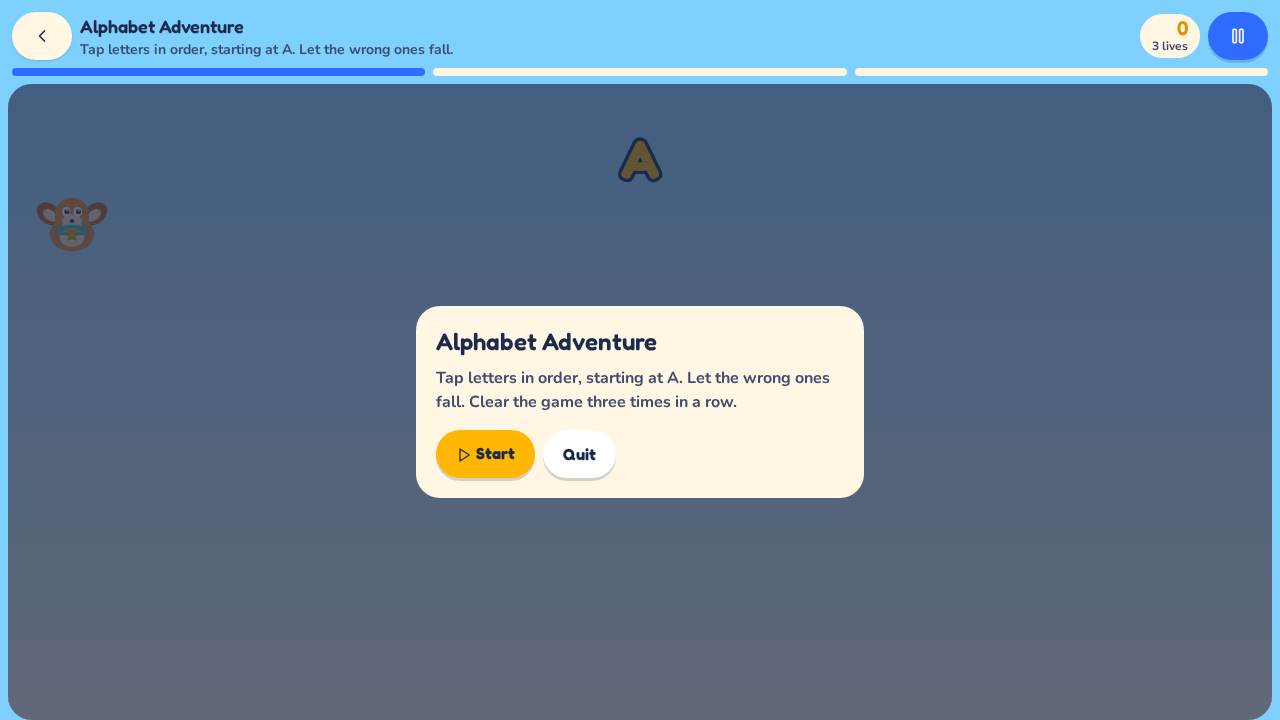 Alphabet Adventure
Tap letters in order, starting at A. Let the wrong ones fall.
0
3 lives
A
Alphabet Adventure
Tap letters in order, starting at A. Let the wrong ones
fall. Clear the game three times in a row.
Start
Quit